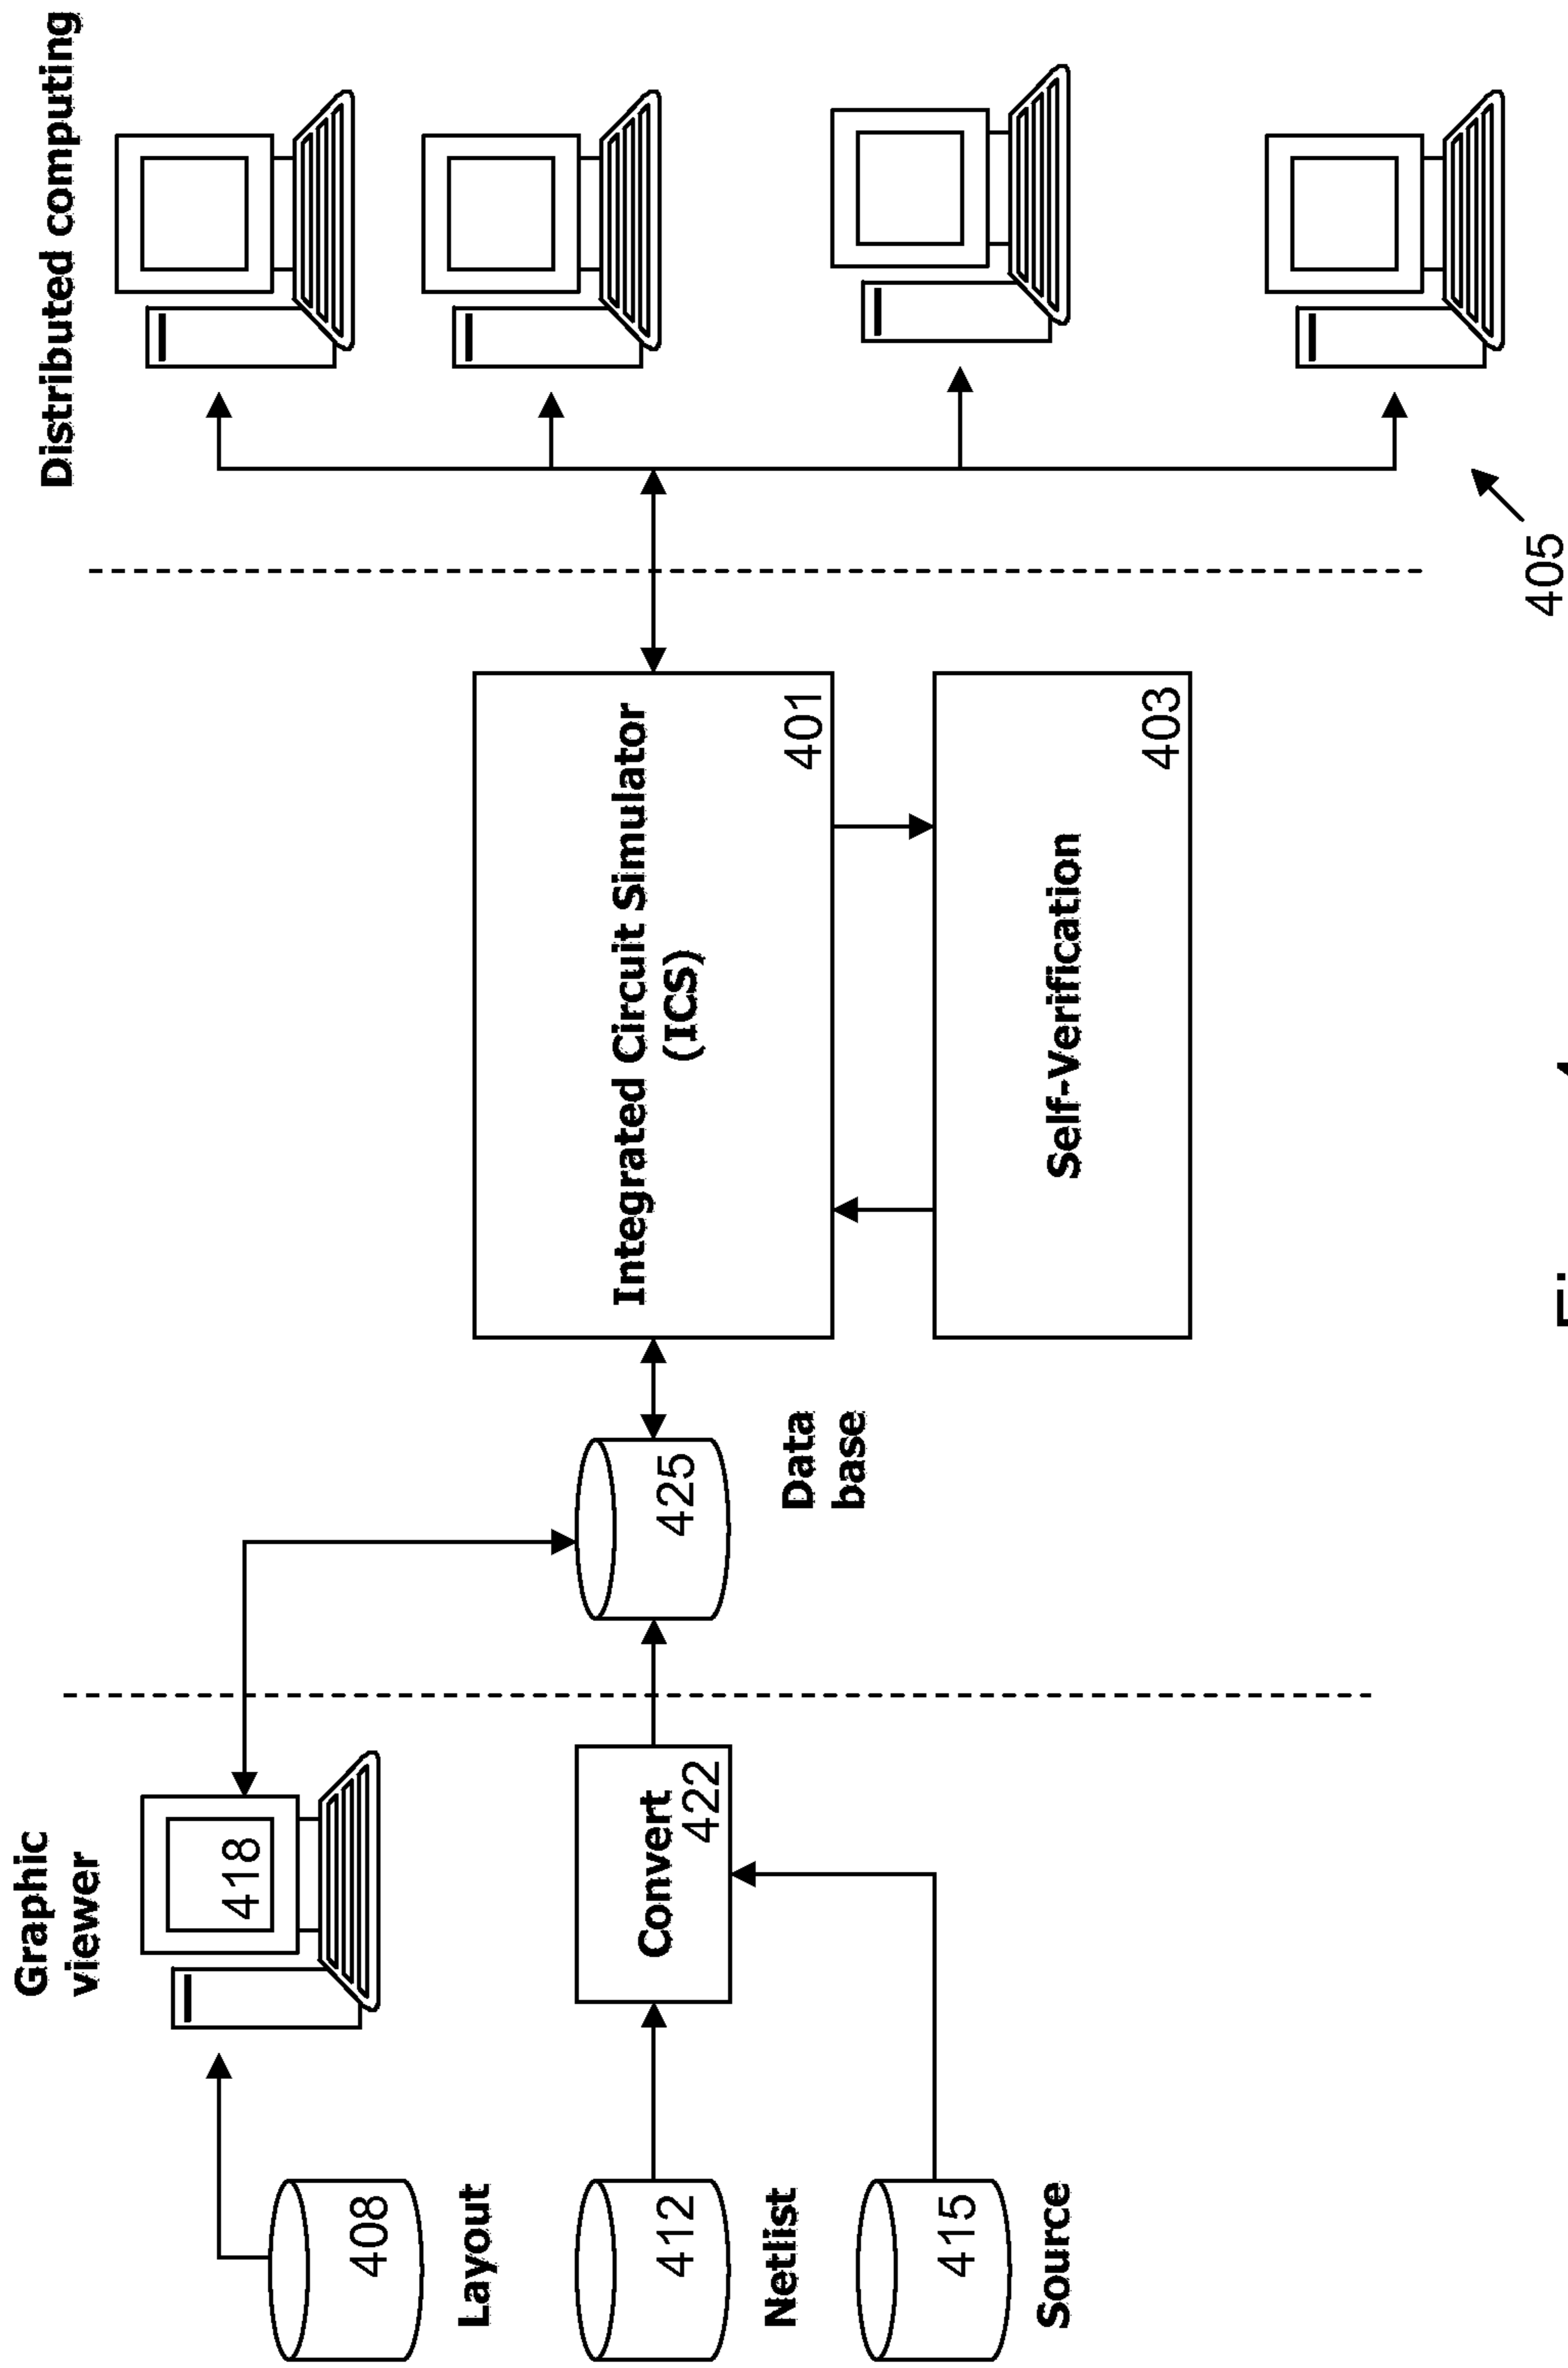 Graphic
viewer
Distributed computing
418
408
Layout
Convert
422
425
Data
base
Integrated Circuit Simulator
(ICS)
401
412
Netlist
Self-Verification
403
415
Source
405